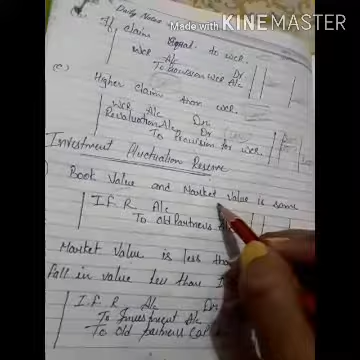 Made with KINEMASTER
Daily Notes
If claim equal to WCR.
WCR A/c Dr
To Provision WCR A/c
(c) Higher claim than WCR.
WCR A/c Dr.
Revaluation A/c Dr
To Provision for WCR.
Investment Fluctuation Reserve
Book Value and Market Value is same
I.F.R A/c
To Old Partners
Market Value is less
fall in value less than
I.F.R A/c Dr
To Investment A/c
To Old partners Cap